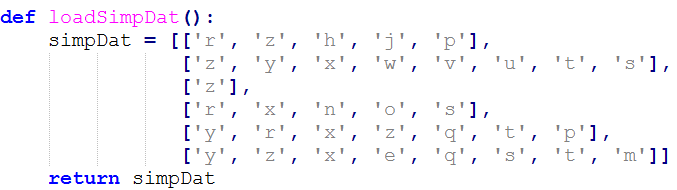 def loadSimpDat():
    simpDat = [['r', 'z', 'h', 'j', 'p'],
               ['z', 'y', 'x', 'w', 'v', 'u', 't', 's'],
               ['z'],
               ['r', 'x', 'n', 'o', 's'],
               ['y', 'r', 'x', 'z', 'q', 't', 'p'],
               ['y', 'z', 'x', 'e', 'q', 's', 't', 'm']]
    return simpDat